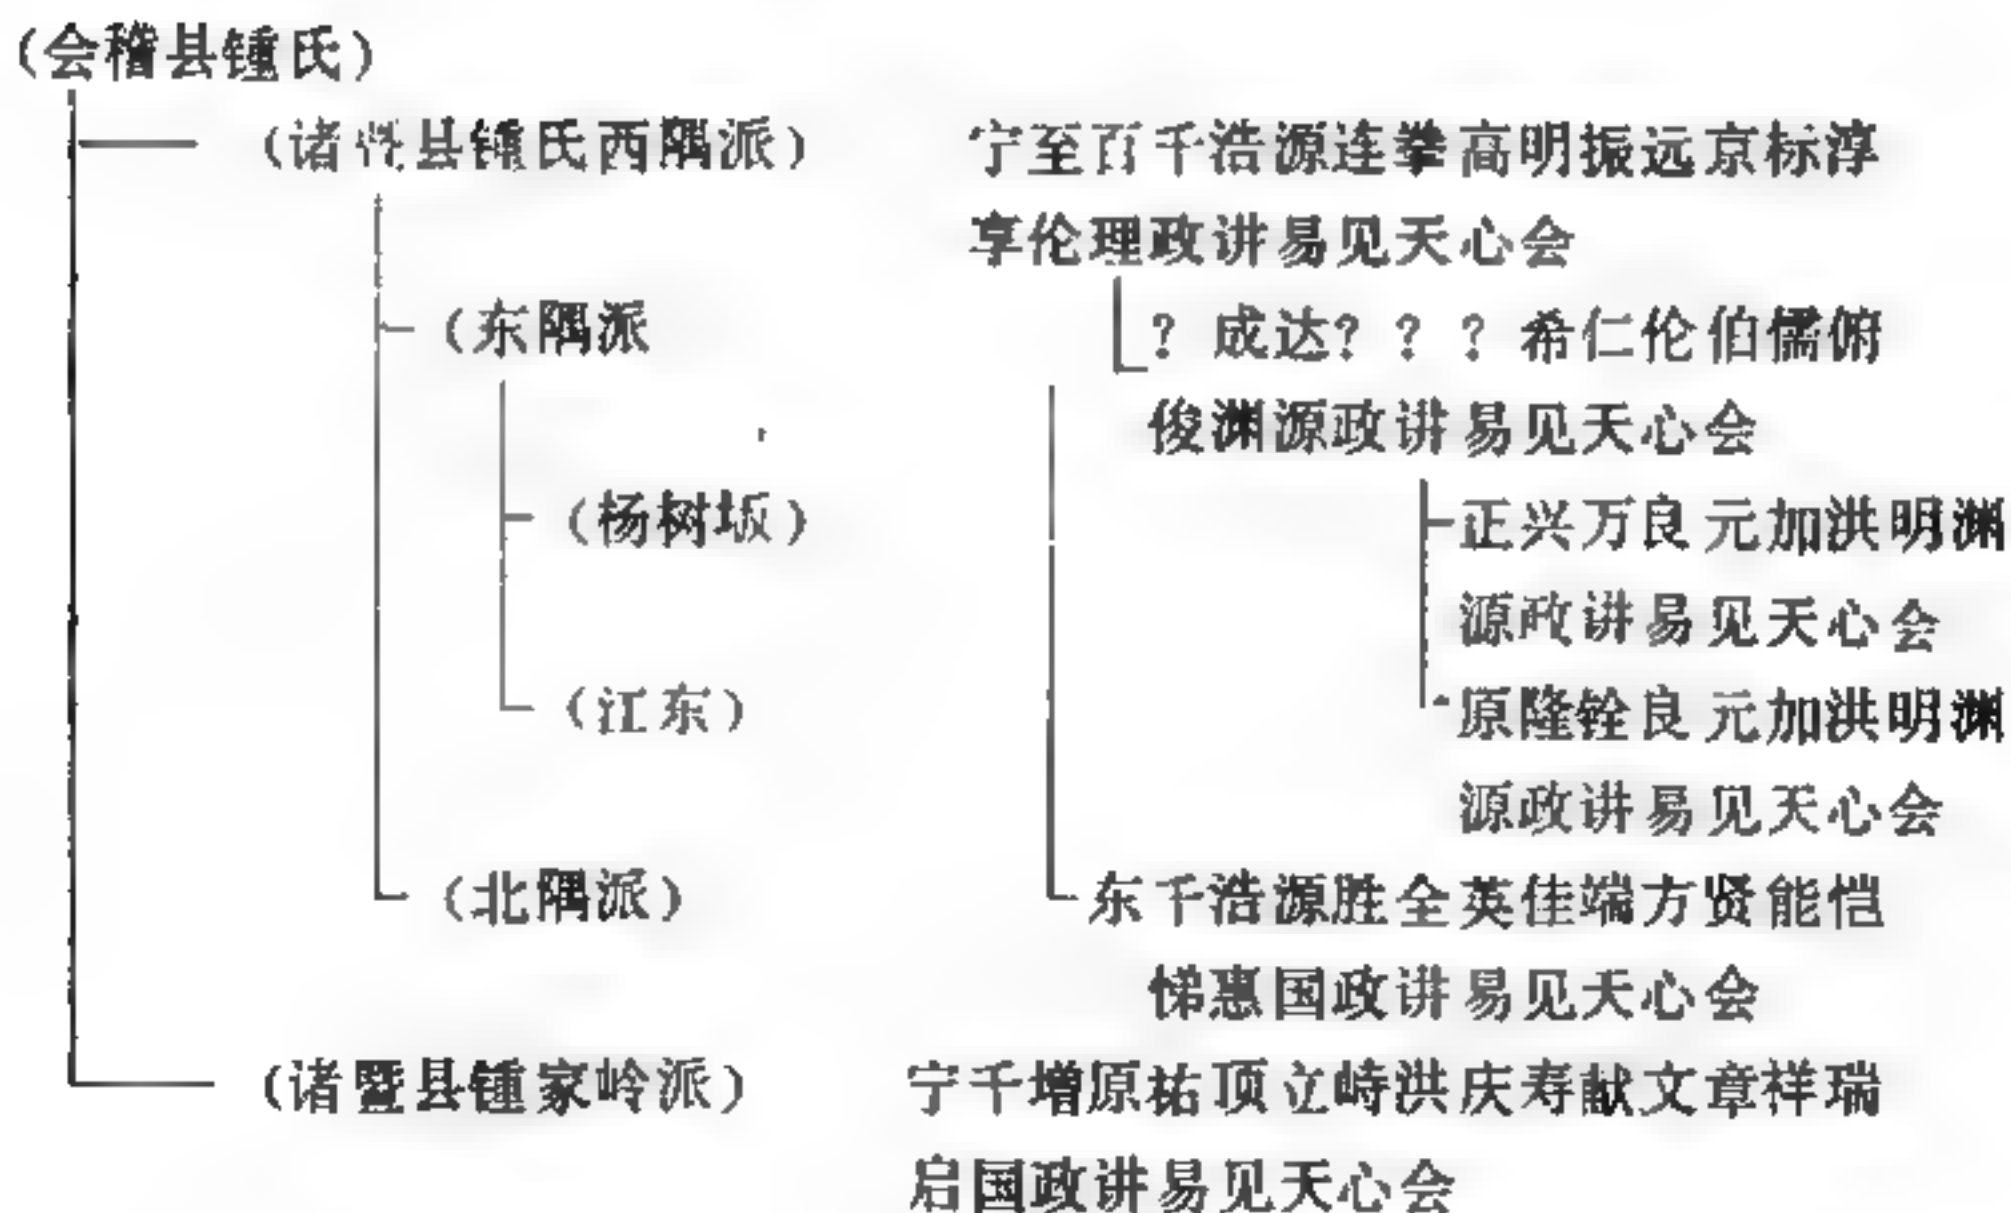 (会稽县锺氏)
(诸暨县锺氏西隅派) 宁至百千浩源连攀高明振远京标淳
享伦理政讲易见天心会
(东隅派 ？成达？？？希仁伦伯儒俯
俊渊源政讲易见天心会
(杨树坂) 正兴万良元加洪明渊
源政讲易见天心会
(江东) 原隆铨良元加洪明渊
源政讲易见天心会
(北隅派) 东千浩源胜全英佳端方贤能恺
悌惠国政讲易见天心会
(诸暨县锺家岭派) 宁千增原祐顶立峙洪庆寿献文章祥瑞
启国政讲易见天心会